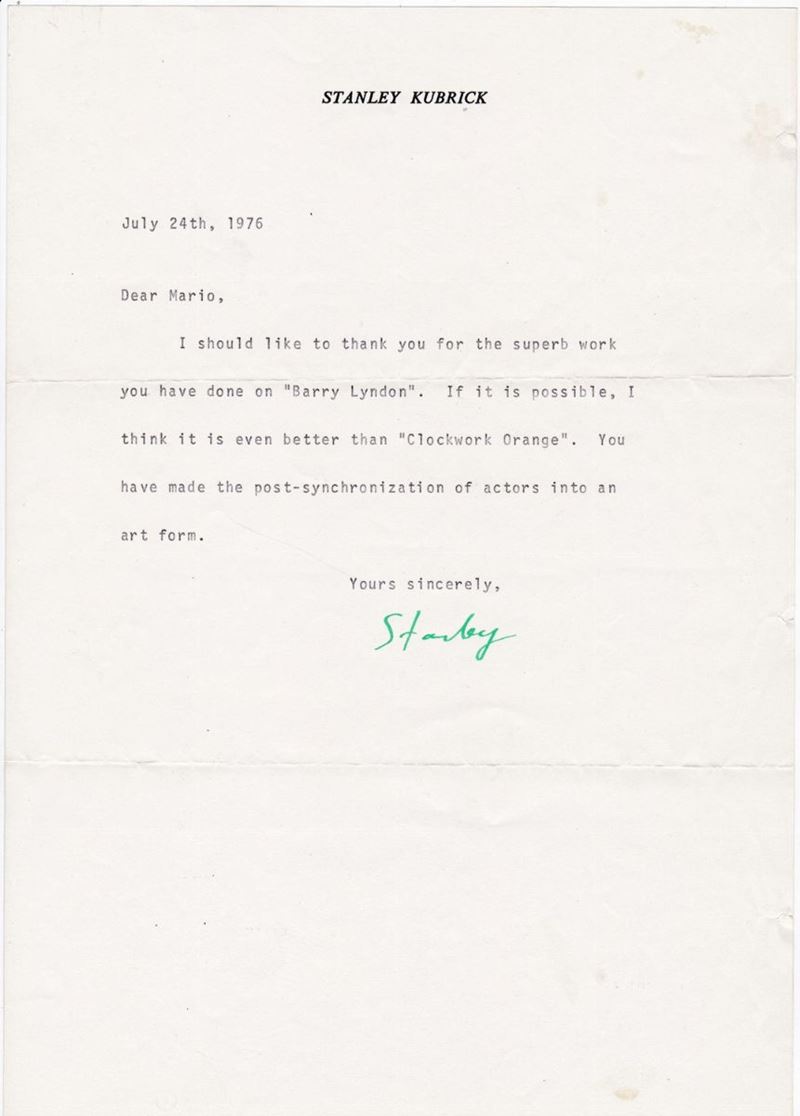 STANLEY KUBRICK
July 24th, 1976
Dear Mario,
I should like to thank you for the superb work
you have done on "Barry Lyndon". If it is possible, I
think it is even better than "Clockwork Orange". You
have made the post-synchronization of actors into an
art form.
Yours sincerely,
Stanley